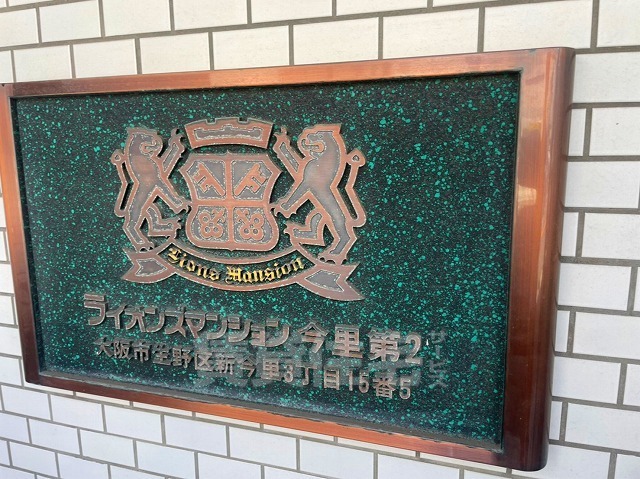 Lions Mansion
ライオンズマンション今里第2
大阪市生野区新今里3丁目16番5